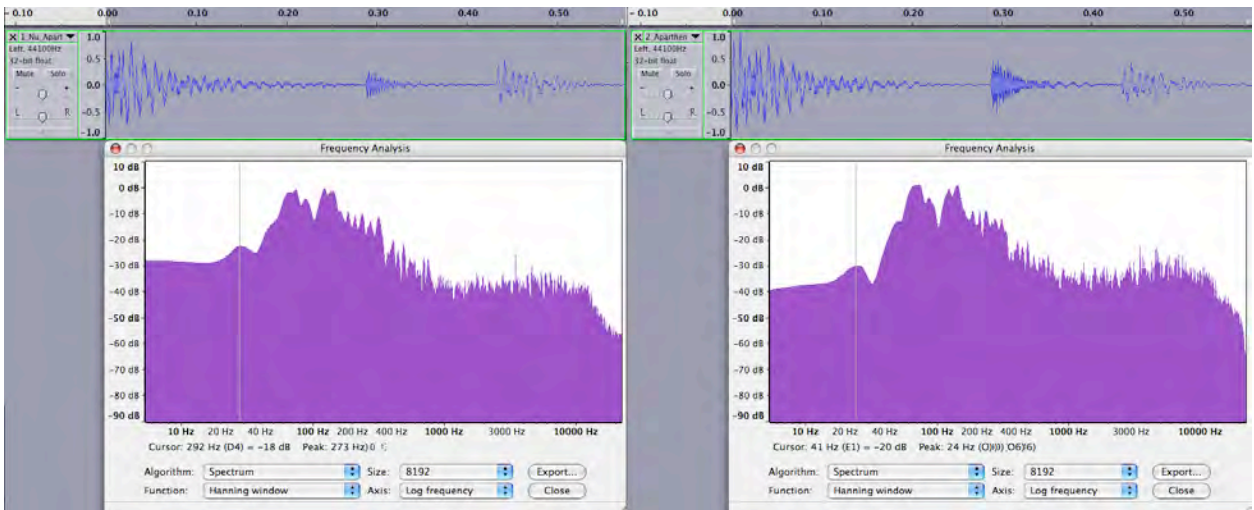 - 0.10 0.00 0.10 0.20 0.30 0.40 0.50
X 1_Nu_Apart
Left, 44100Hz
32-bit float
Mute Solo
- +
L R
1.0
0.5
0.0
-0.5
-1.0
Frequency Analysis
10 dB
0 dB
-10 dB
-20 dB
-30 dB
-40 dB
-50 dB
-60 dB
-70 dB
-80 dB
-90 dB
10 Hz 20 Hz 40 Hz 100 Hz 200 Hz 400 Hz 1000 Hz 3000 Hz 10000 Hz
Cursor: 292 Hz (D4) = -18 dB Peak: 273 Hz
Algorithm: Spectrum Size: 8192 Export...
Function: Hanning window Axis: Log frequency Close
- 0.10 0.00 0.10 0.20 0.30 0.40 0.50
X 2_Aparthen
Left, 44100Hz
32-bit float
Mute Solo
- +
L R
1.0
0.5
0.0
-0.5
-1.0
Frequency Analysis
10 dB
0 dB
-10 dB
-20 dB
-30 dB
-40 dB
-50 dB
-60 dB
-70 dB
-80 dB
-90 dB
10 Hz 20 Hz 40 Hz 100 Hz 200 Hz 400 Hz 1000 Hz 3000 Hz 10000 Hz
Cursor: 41 Hz (E1) = -20 dB Peak: 24 Hz
Algorithm: Spectrum Size: 8192 Export...
Function: Hanning window Axis: Log frequency Close